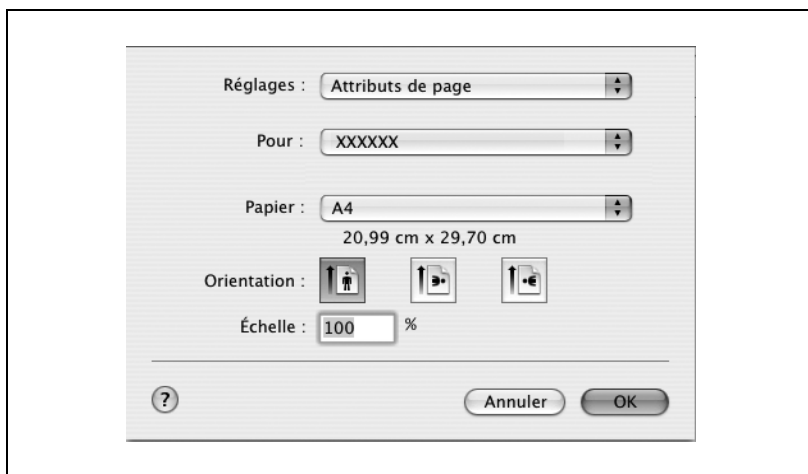 Réglages : Attributs de page
Pour : XXXXXX
Papier : A4
20,99 cm x 29,70 cm
Orientation :
Échelle : 100 %
? Annuler OK